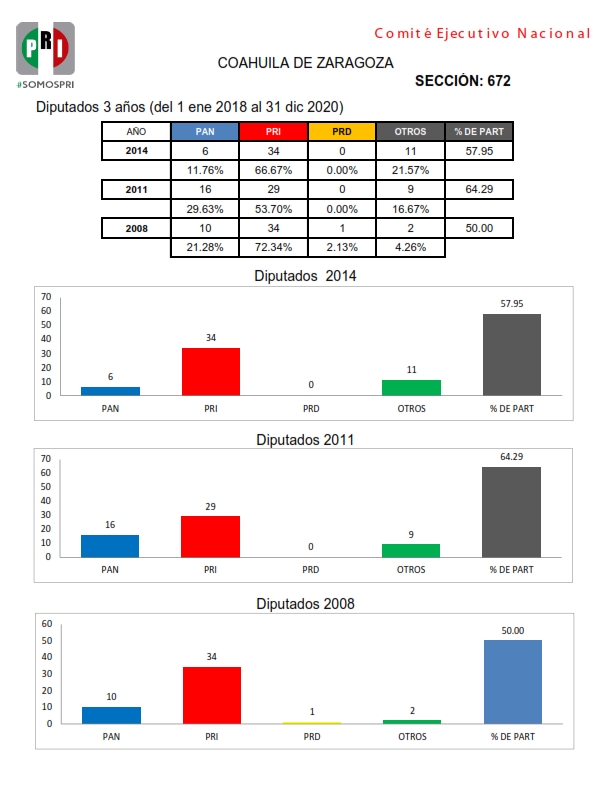 PRI
#SOMOSPRI
Comité Ejecutivo Nacional
COAHUILA DE ZARAGOZA
SECCIÓN: 672
Diputados 3 años (del 1 ene 2018 al 31 dic 2020)
AÑO PAN PRI PRD OTROS % DE PART
2014 6 34 0 11 57.95
11.76% 66.67% 0.00% 21.57%
2011 16 29 0 9 64.29
29.63% 53.70% 0.00% 16.67%
2008 10 34 1 2 50.00
21.28% 72.34% 2.13% 4.26%
Diputados 2014
70
60
50
40
30
20
10
0
6 34 0 11 57.95
PAN PRI PRD OTROS % DE PART
Diputados 2011
70
60
50
40
30
20
10
0
16 29 0 9 64.29
PAN PRI PRD OTROS % DE PART
Diputados 2008
60
50
40
30
20
10
0
10 34 1 2 50.00
PAN PRI PRD OTROS % DE PART